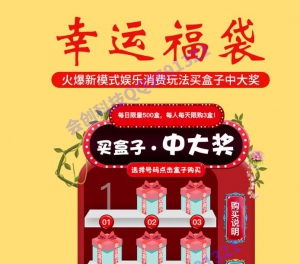 幸运福袋
火爆新模式娱乐消费玩法买盒子中大奖
每日限量500盒，每人每天限购3盒！
买盒子·中大奖
选择号码点击盒子购买
1
购买说明
01
02
03